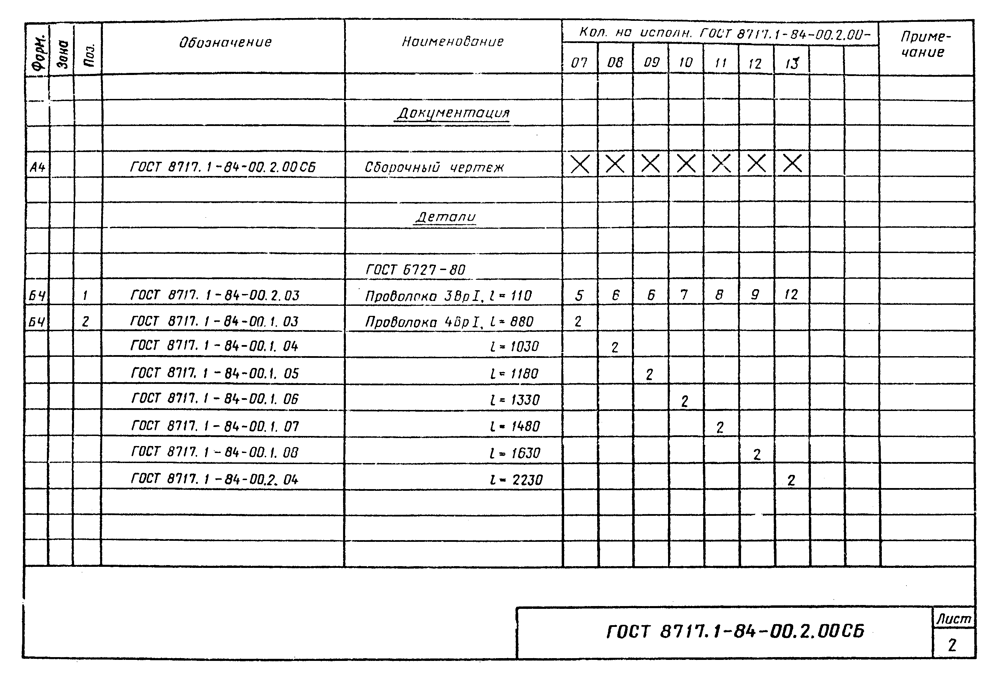 Форм.
Зона
Поз.
Обозначение
Наименование
Кол. на исполн. ГОСТ 8717.1-84-00.2.00-
07 08 09 10 11 12 13
Приме-
чание
Документация
А4 ГОСТ 8717.1-84-00.2.00СБ Сборочный чертеж X X X X X X X
Детали
ГОСТ 6727-80
БЧ 1 ГОСТ 8717.1-84-00.2.03 Проволока 3ВрI, l = 110 5 6 6 7 8 9 12
БЧ 2 ГОСТ 8717.1-84-00.1.03 Проволока 4ВрI, l = 880 2
ГОСТ 8717.1-84-00.1.04 l = 1030 2
ГОСТ 8717.1-84-00.1.05 l = 1180 2
ГОСТ 8717.1-84-00.1.06 l = 1330 2
ГОСТ 8717.1-84-00.1.07 l = 1480 2
ГОСТ 8717.1-84-00.1.08 l = 1630 2
ГОСТ 8717.1-84-00.2.04 l = 2230 2
ГОСТ 8717.1-84-00.2.00СБ
Лист
2